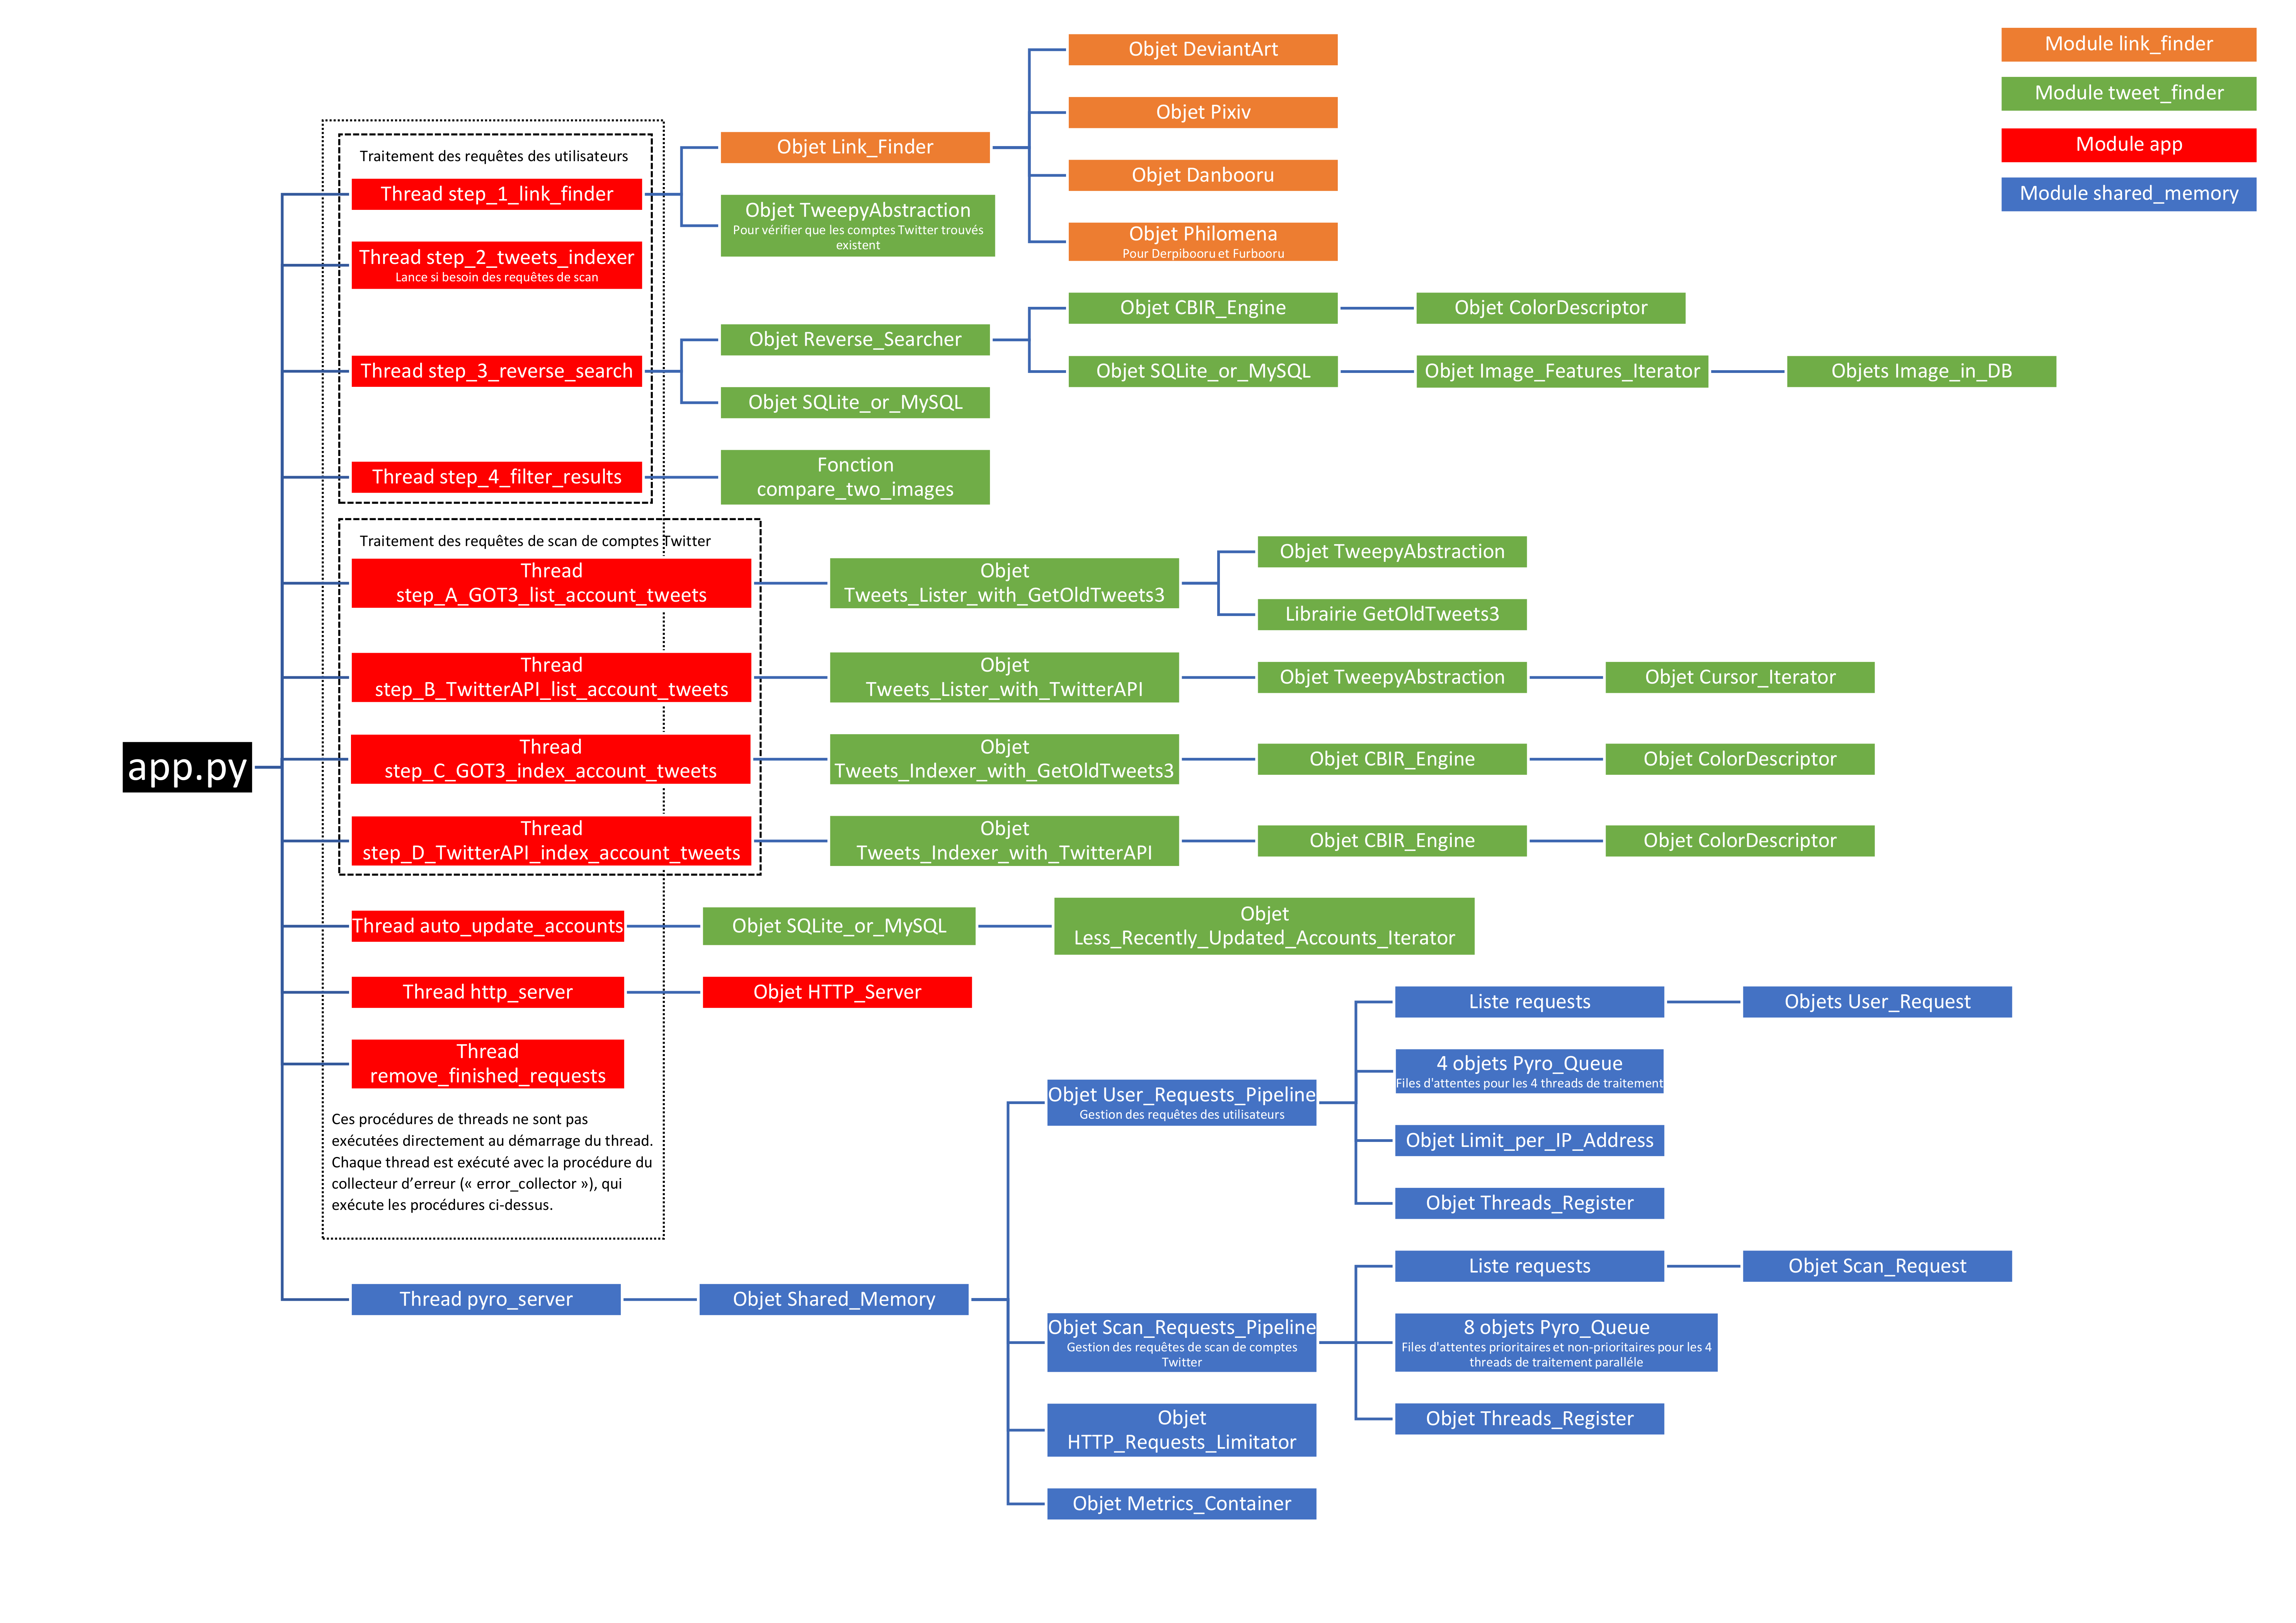 Module link_finder
Module tweet_finder
Module app
Module shared_memory
app.py
Traitement des requêtes des utilisateurs
Thread step_1_link_finder
Objet Link_Finder
Objet DeviantArt
Objet Pixiv
Objet Danbooru
Objet Philomena
Pour Derpibooru et Furbooru
Objet TweepyAbstraction
Pour vérifier que les comptes Twitter trouvés
existent
Thread step_2_tweets_indexer
Lance si besoin des requêtes de scan
Thread step_3_reverse_search
Objet Reverse_Searcher
Objet CBIR_Engine
Objet ColorDescriptor
Objet SQLite_or_MySQL
Objet Image_Features_Iterator
Objets Image_in_DB
Objet SQLite_or_MySQL
Thread step_4_filter_results
Fonction
compare_two_images
Traitement des requêtes de scan de comptes Twitter
Thread
step_A_GOT3_list_account_tweets
Objet
Tweets_Lister_with_GetOldTweets3
Objet TweepyAbstraction
Librairie GetOldTweets3
Thread
step_B_TwitterAPI_list_account_tweets
Objet
Tweets_Lister_with_TwitterAPI
Objet TweepyAbstraction
Objet Cursor_Iterator
Thread
step_C_GOT3_index_account_tweets
Objet
Tweets_Indexer_with_GetOldTweets3
Objet CBIR_Engine
Objet ColorDescriptor
Thread
step_D_TwitterAPI_index_account_tweets
Objet
Tweets_Indexer_with_TwitterAPI
Objet CBIR_Engine
Objet ColorDescriptor
Thread auto_update_accounts
Objet SQLite_or_MySQL
Objet
Less_Recently_Updated_Accounts_Iterator
Thread http_server
Objet HTTP_Server
Thread
remove_finished_requests
Ces procédures de threads ne sont pas
exécutées directement au démarrage du thread.
Chaque thread est exécuté avec la procédure du
collecteur d’erreur (« error_collector »), qui
exécute les procédures ci-dessus.
Thread pyro_server
Objet Shared_Memory
Objet User_Requests_Pipeline
Gestion des requêtes des utilisateurs
Liste requests
Objets User_Request
4 objets Pyro_Queue
Files d'attentes pour les 4 threads de traitement
Objet Limit_per_IP_Address
Objet Threads_Register
Objet Scan_Requests_Pipeline
Gestion des requêtes de scan de comptes
Twitter
Liste requests
Objet Scan_Request
8 objets Pyro_Queue
Files d'attentes prioritaires et non-prioritaires pour les 4
threads de traitement paralléle
Objet Threads_Register
Objet
HTTP_Requests_Limitator
Objet Metrics_Container